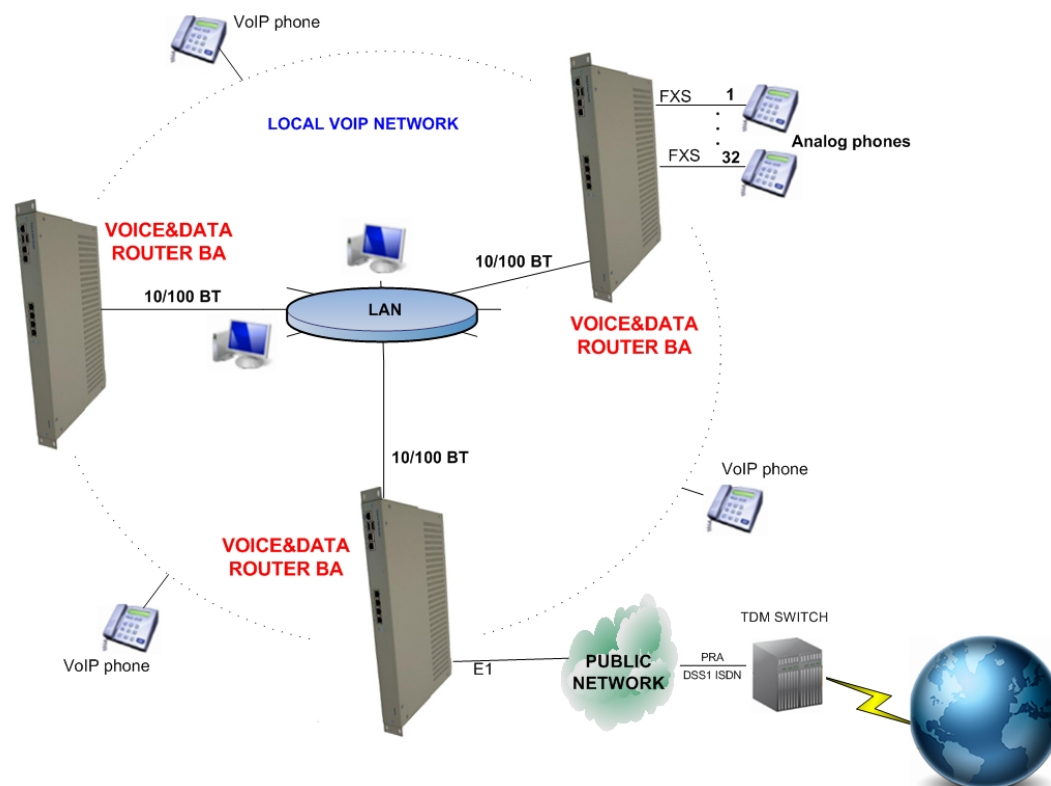 VoIP phone
LOCAL VOIP NETWORK
FXS 1
FXS 32
Analog phones
VOICE&DATA
ROUTER BA
10/100 BT
10/100 BT
LAN
VOICE&DATA
ROUTER BA
10/100 BT
VoIP phone
VOICE&DATA
ROUTER BA
VoIP phone
E1
PUBLIC
NETWORK
PRA
DSS1 ISDN
TDM SWITCH